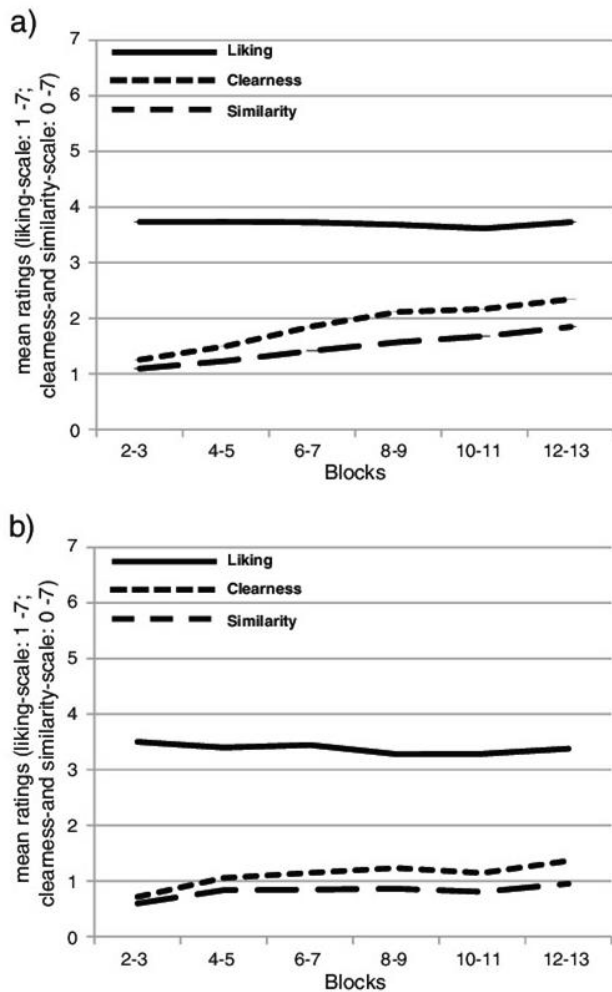 a)
mean ratings (liking-scale: 1 -7;
clearness-and similarity-scale: 0 -7)
7
6
5
4
3
2
1
0
Liking
Clearness
Similarity
2-3 4-5 6-7 8-9 10-11 12-13
Blocks
b)
mean ratings (liking-scale: 1 -7;
clearness-and similarity-scale: 0 -7)
7
6
5
4
3
2
1
0
Liking
Clearness
Similarity
2-3 4-5 6-7 8-9 10-11 12-13
Blocks